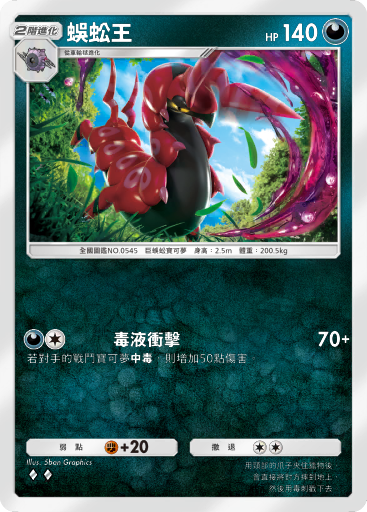 2階進化
蜈蚣王
HP 140
從車輪球進化
全國圖鑑NO.0545 巨蜈蚣寶可夢 身高：2.5m 體重：200.5kg
毒液衝擊 70+
若對手的戰鬥寶可夢中毒，則增加50點傷害。
弱點 +20 撤退
Illus. 5ban Graphics
用頸部的爪子夾住獵物後，
會直接將對方摔到地上，
然後用毒刺戳下去。